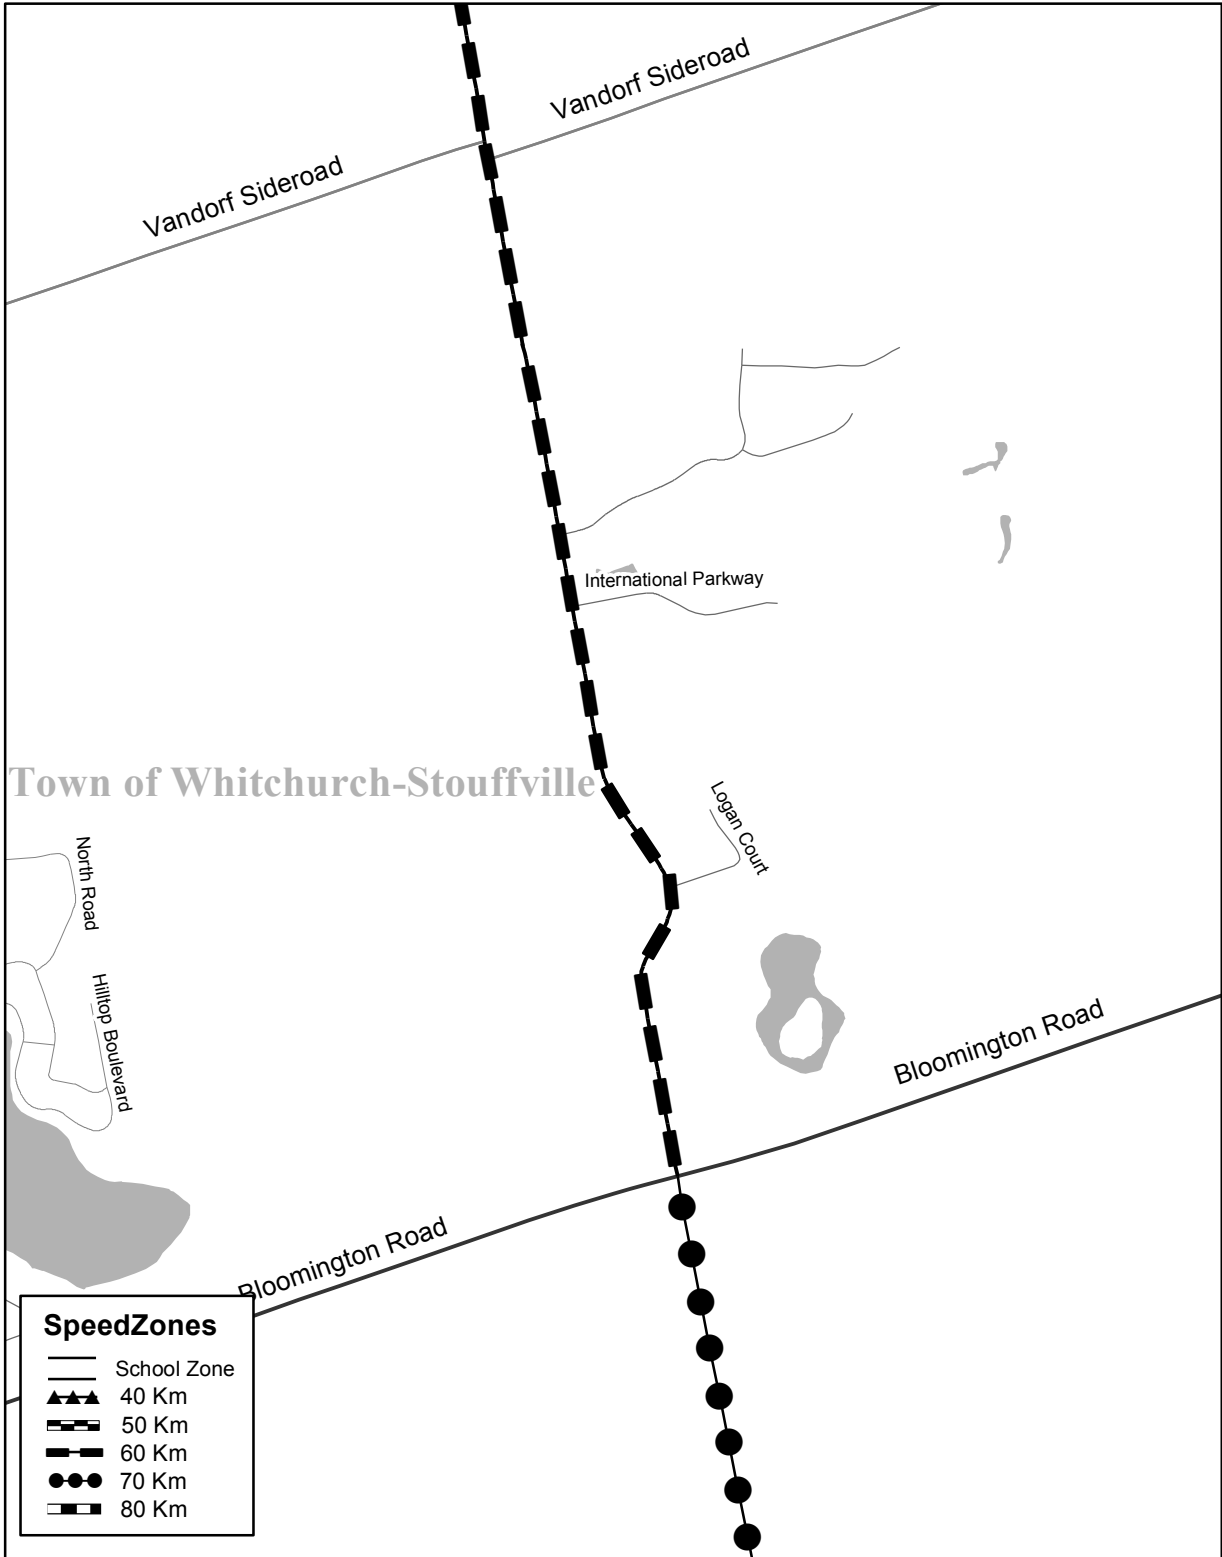 Vandorf Sideroad
Vandorf Sideroad
International Parkway
Town of Whitchurch-Stouffville
Logan Court
North Road
Hilltop Boulevard
Bloomington Road
Bloomington Road
SpeedZones
School Zone
40 Km
50 Km
60 Km
70 Km
80 Km